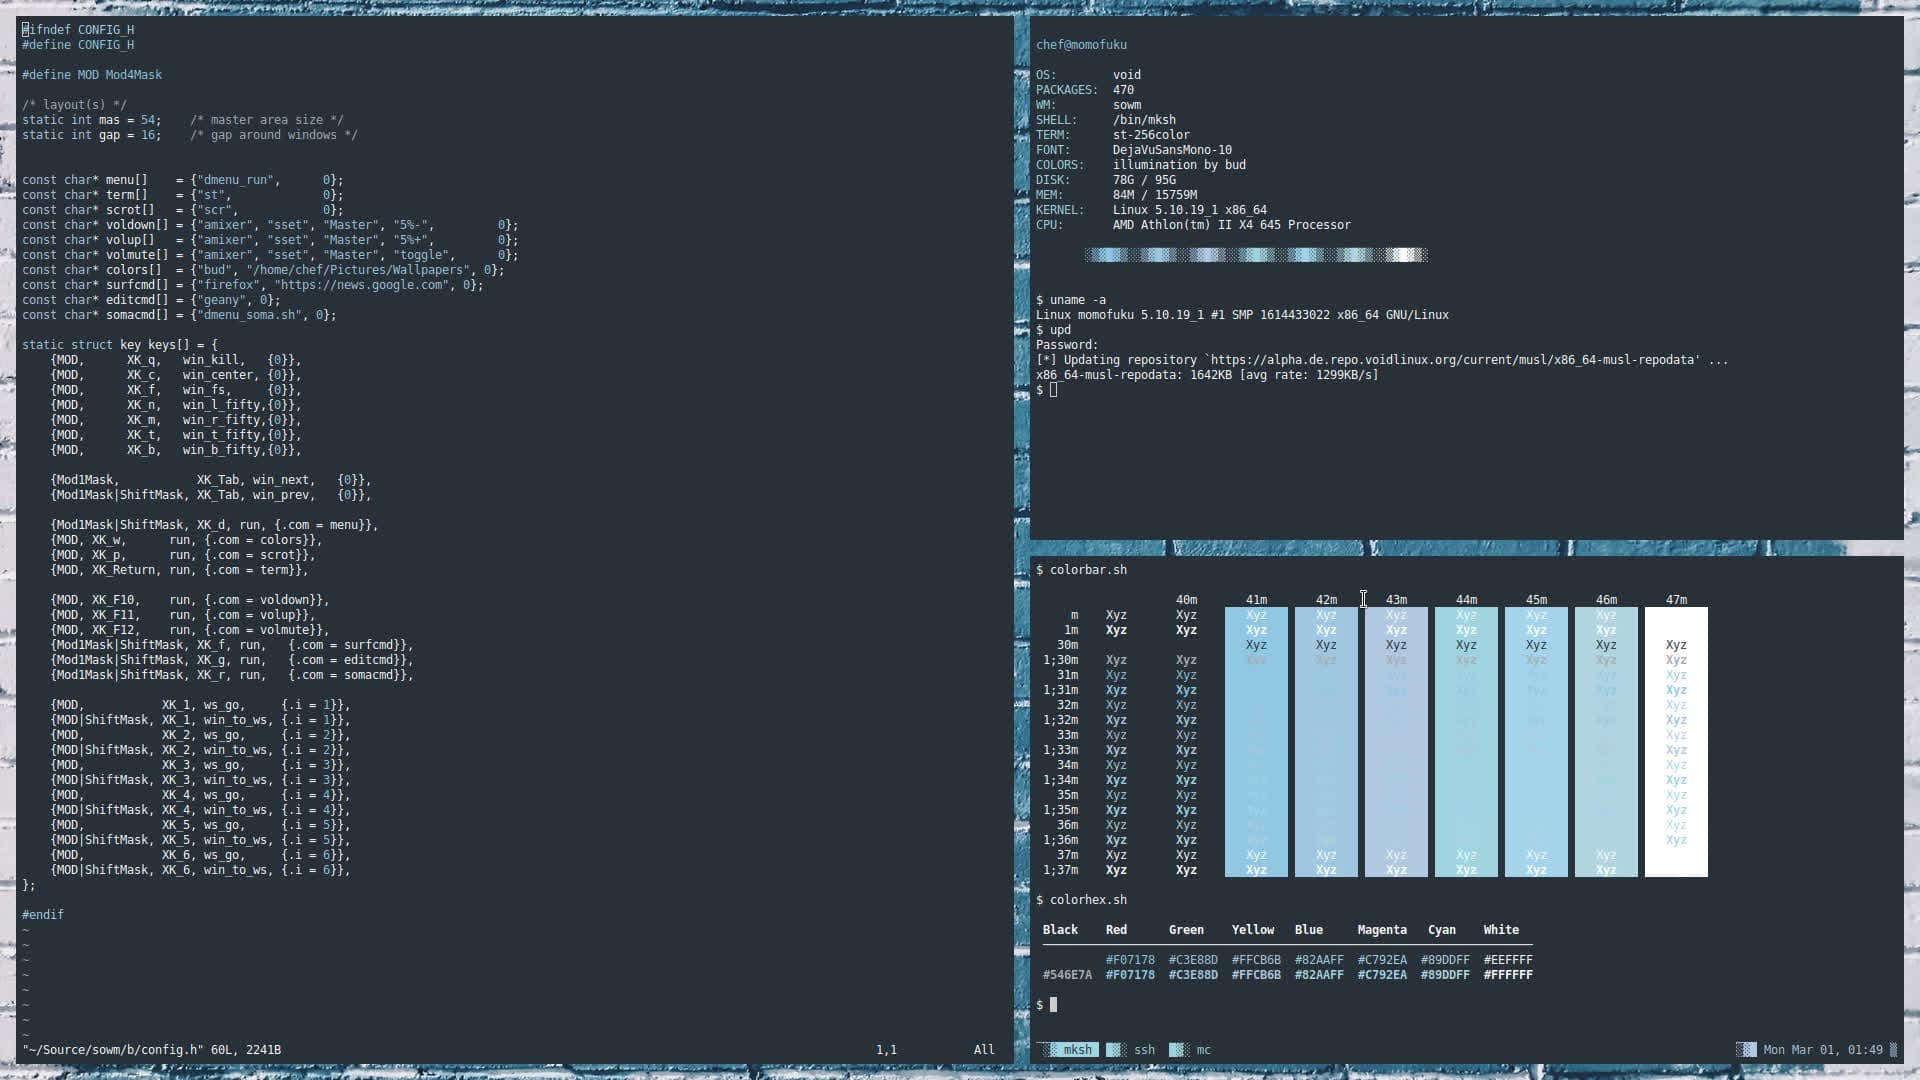 #ifndef CONFIG_H
#define CONFIG_H

#define MOD Mod4Mask

/* layout(s) */
static int mas = 54;    /* master area size */
static int gap = 16;    /* gap around windows */

const char* menu[]    = {"dmenu_run",      0};
const char* term[]    = {"st",             0};
const char* scrot[]   = {"scr",            0};
const char* voldown[] = {"amixer", "sset", "Master", "5%-",         0};
const char* volup[]   = {"amixer", "sset", "Master", "5%+",         0};
const char* volmute[] = {"amixer", "sset", "Master", "toggle",      0};
const char* colors[]  = {"bud", "/home/chef/Pictures/Wallpapers", 0};
const char* surfcmd[] = {"firefox", "https://news.google.com", 0};
const char* editcmd[] = {"geany", 0};
const char* somacmd[] = {"dmenu_soma.sh", 0};

static struct key keys[] = {
    {MOD,      XK_q,   win_kill,   {0}},
    {MOD,      XK_c,   win_center, {0}},
    {MOD,      XK_f,   win_fs,     {0}},
    {MOD,      XK_n,   win_l_fifty,{0}},
    {MOD,      XK_m,   win_r_fifty,{0}},
    {MOD,      XK_t,   win_t_fifty,{0}},
    {MOD,      XK_b,   win_b_fifty,{0}},

    {Mod1Mask,           XK_Tab, win_next,   {0}},
    {Mod1Mask|ShiftMask, XK_Tab, win_prev,   {0}},

    {Mod1Mask|ShiftMask, XK_d, run, {.com = menu}},
    {MOD, XK_w,      run, {.com = colors}},
    {MOD, XK_p,      run, {.com = scrot}},
    {MOD, XK_Return, run, {.com = term}},

    {MOD, XK_F10,    run, {.com = voldown}},
    {MOD, XK_F11,    run, {.com = volup}},
    {MOD, XK_F12,    run, {.com = volmute}},
    {Mod1Mask|ShiftMask, XK_f, run,   {.com = surfcmd}},
    {Mod1Mask|ShiftMask, XK_g, run,   {.com = editcmd}},
    {Mod1Mask|ShiftMask, XK_r, run,   {.com = somacmd}},

    {MOD,           XK_1, ws_go,     {.i = 1}},
    {MOD|ShiftMask, XK_1, win_to_ws, {.i = 1}},
    {MOD,           XK_2, ws_go,     {.i = 2}},
    {MOD|ShiftMask, XK_2, win_to_ws, {.i = 2}},
    {MOD,           XK_3, ws_go,     {.i = 3}},
    {MOD|ShiftMask, XK_3, win_to_ws, {.i = 3}},
    {MOD,           XK_4, ws_go,     {.i = 4}},
    {MOD|ShiftMask, XK_4, win_to_ws, {.i = 4}},
    {MOD,           XK_5, ws_go,     {.i = 5}},
    {MOD|ShiftMask, XK_5, win_to_ws, {.i = 5}},
    {MOD,           XK_6, ws_go,     {.i = 6}},
    {MOD|ShiftMask, XK_6, win_to_ws, {.i = 6}},
};

#endif
~
~
~
~
~
~
~
~
"~/Source/sowm/b/config.h" 60L, 2241B    1,1    All
chef@momofuku

OS:        void
PACKAGES:  470
WM:        sowm
SHELL:     /bin/mksh
TERM:      st-256color
FONT:      DejaVuSansMono-10
COLORS:    illumination by bud
DISK:      78G / 95G
MEM:       84M / 15759M
KERNEL:    Linux 5.10.19_1 x86_64
CPU:       AMD Athlon(tm) II X4 645 Processor

$ uname -a
Linux momofuku 5.10.19_1 #1 SMP 1614433022 x86_64 GNU/Linux
$ upd
Password:
[*] Updating repository `https://alpha.de.repo.voidlinux.org/current/musl/x86_64-musl-repodata' ...
x86_64-musl-repodata: 1642KB [avg rate: 1299KB/s]
$
$ colorbar.sh

40m 41m 42m 43m 44m 45m 46m 47m
m Xyz Xyz Xyz Xyz Xyz Xyz Xyz Xyz
1m Xyz Xyz Xyz Xyz Xyz Xyz Xyz Xyz
30m Xyz Xyz Xyz Xyz Xyz Xyz Xyz
1;30m Xyz Xyz Xyz Xyz Xyz Xyz Xyz Xyz Xyz
31m Xyz Xyz Xyz
1;31m Xyz Xyz Xyz
32m Xyz Xyz Xyz
1;32m Xyz Xyz Xyz
33m Xyz Xyz Xyz
1;33m Xyz Xyz Xyz
34m Xyz Xyz Xyz
1;34m Xyz Xyz Xyz
35m Xyz Xyz Xyz
1;35m Xyz Xyz Xyz
36m Xyz Xyz Xyz
1;36m Xyz Xyz Xyz
37m Xyz Xyz Xyz Xyz Xyz Xyz Xyz Xyz
1;37m Xyz Xyz Xyz Xyz Xyz Xyz Xyz Xyz

$ colorhex.sh

Black Red Green Yellow Blue Magenta Cyan White
#F07178 #C3E88D #FFCB6B #82AAFF #C792EA #89DDFF #EEFFFF
#546E7A #F07178 #C3E88D #FFCB6B #82AAFF #C792EA #89DDFF #FFFFFF

$
mksh ssh mc Mon Mar 01, 01:49